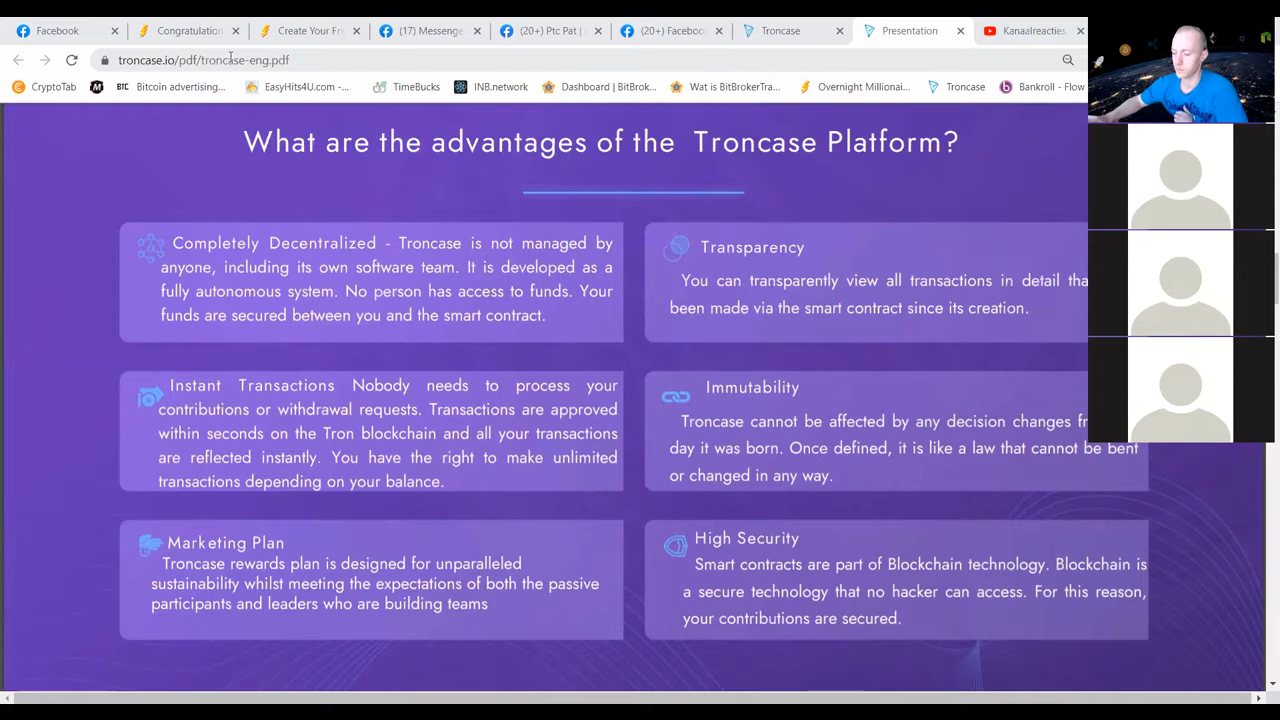 Facebook
Congratulation
Create Your Fr
(17) Messenge
(20+) Ptc Pat |
(20+) Faceboo
Troncase
Presentation
Kanaalreacties
troncase.io/pdf/troncase-eng.pdf
CryptoTab
BTC Bitcoin advertising...
EasyHits4U.com -...
TimeBucks
INB.network
Dashboard | BitBrok...
Wat is BitBrokerTra...
Overnight Millionai...
Troncase
Bankroll - Flow
What are the advantages of the Troncase Platform?
Completely Decentralized - Troncase is not managed by
anyone, including its own software team. It is developed as a
fully autonomous system. No person has access to funds. Your
funds are secured between you and the smart contract.
Transparency
You can transparently view all transactions in detail tha
been made via the smart contract since its creation.
Instant Transactions Nobody needs to process your
contributions or withdrawal requests. Transactions are approved
within seconds on the Tron blockchain and all your transactions
are reflected instantly. You have the right to make unlimited
transactions depending on your balance.
Immutability
Troncase cannot be affected by any decision changes fr
day it was born. Once defined, it is like a law that cannot be bent
or changed in any way.
Marketing Plan
Troncase rewards plan is designed for unparalleled
sustainability whilst meeting the expectations of both the passive
participants and leaders who are building teams
High Security
Smart contracts are part of Blockchain technology. Blockchain is
a secure technology that no hacker can access. For this reason,
your contributions are secured.